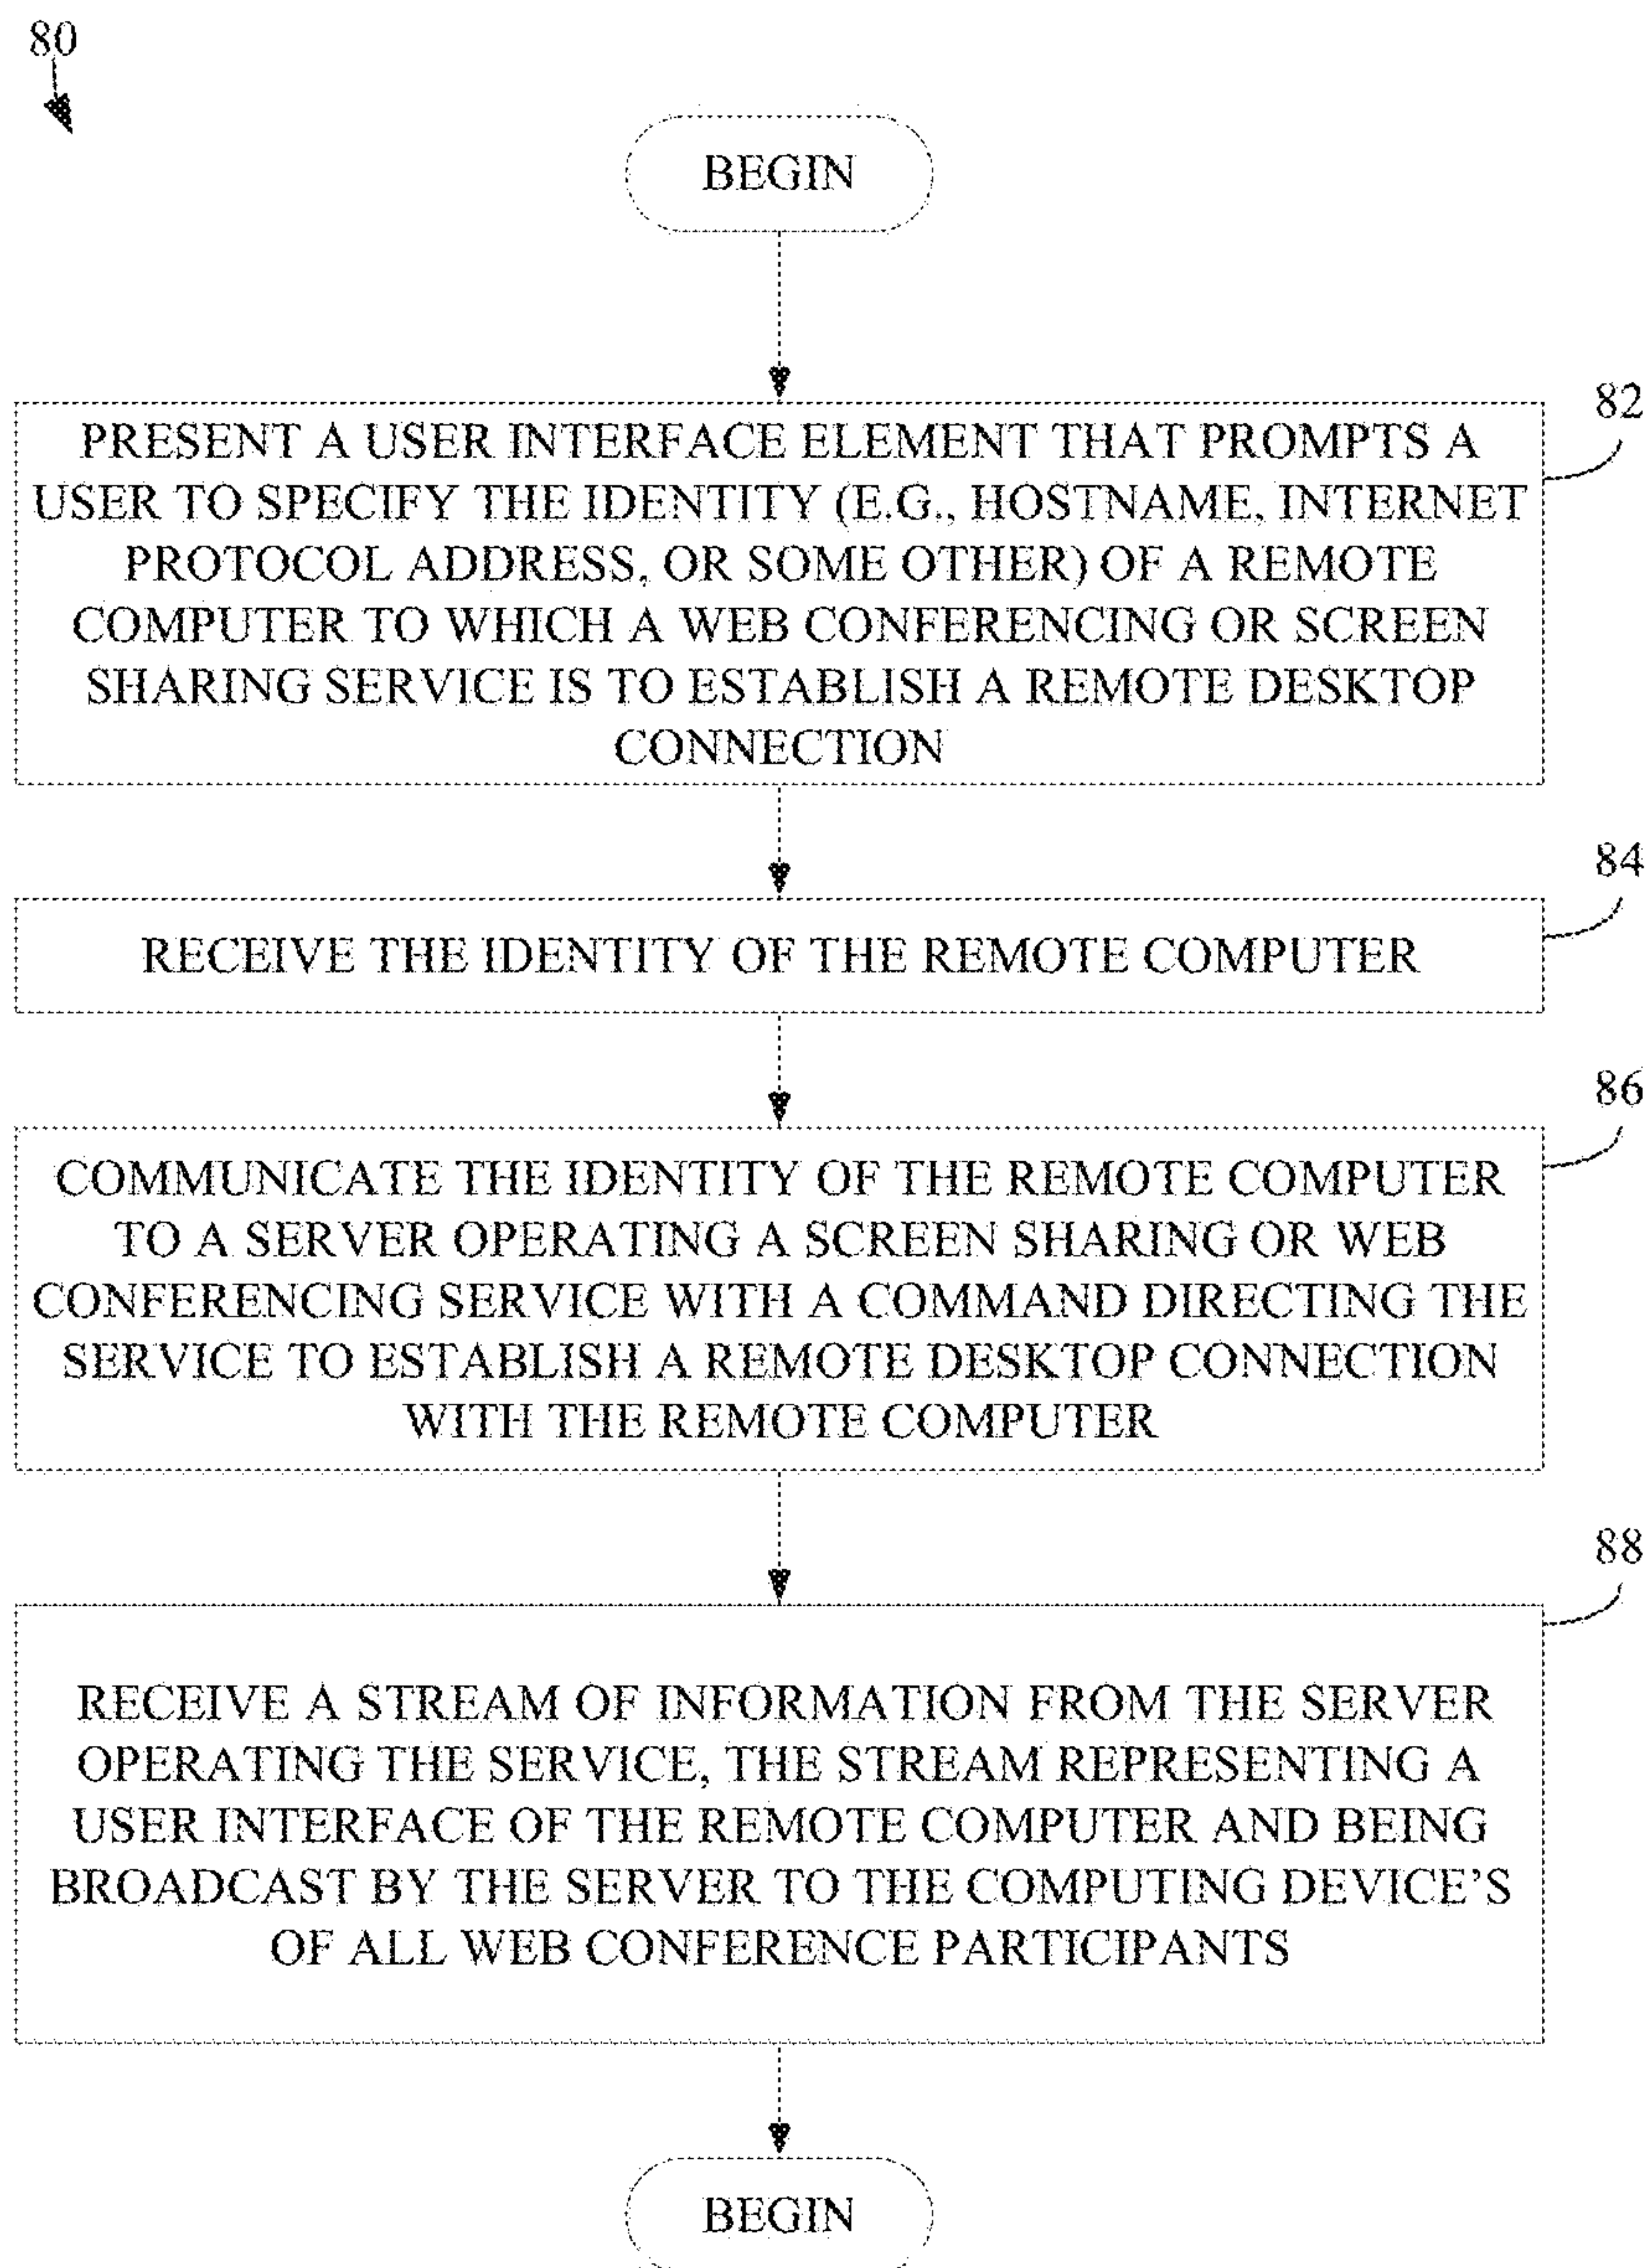 80
BEGIN
82
PRESENT A USER INTERFACE ELEMENT THAT PROMPTS A
USER TO SPECIFY THE IDENTITY (E.G., HOSTNAME, INTERNET
PROTOCOL ADDRESS, OR SOME OTHER) OF A REMOTE
COMPUTER TO WHICH A WEB CONFERENCING OR SCREEN
SHARING SERVICE IS TO ESTABLISH A REMOTE DESKTOP
CONNECTION
84
RECEIVE THE IDENTITY OF THE REMOTE COMPUTER
86
COMMUNICATE THE IDENTITY OF THE REMOTE COMPUTER
TO A SERVER OPERATING A SCREEN SHARING OR WEB
CONFERENCING SERVICE WITH A COMMAND DIRECTING THE
SERVICE TO ESTABLISH A REMOTE DESKTOP CONNECTION
WITH THE REMOTE COMPUTER
88
RECEIVE A STREAM OF INFORMATION FROM THE SERVER
OPERATING THE SERVICE, THE STREAM REPRESENTING A
USER INTERFACE OF THE REMOTE COMPUTER AND BEING
BROADCAST BY THE SERVER TO THE COMPUTING DEVICE'S
OF ALL WEB CONFERENCE PARTICIPANTS
BEGIN